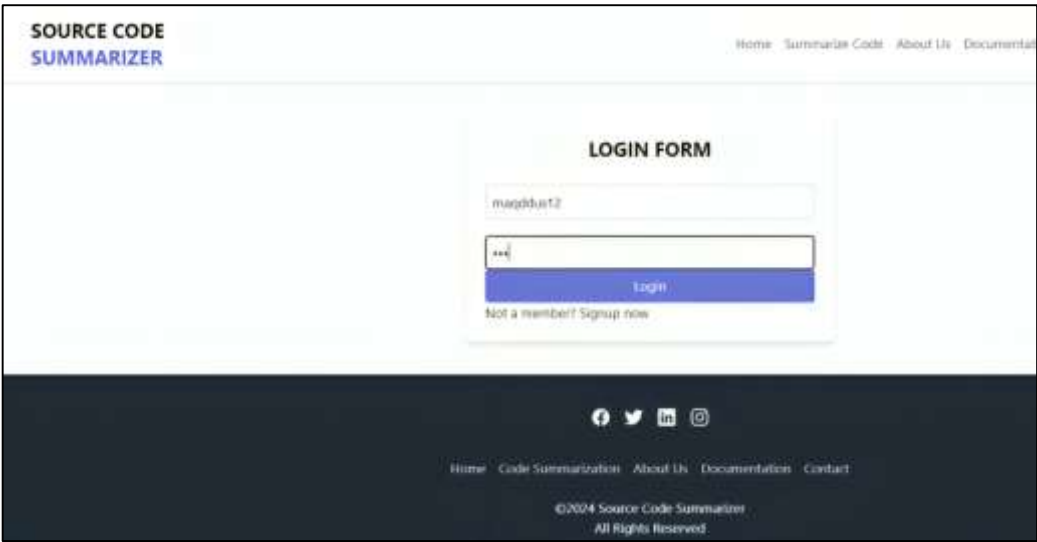 SOURCE CODE
SUMMARIZER
Home Summarize Code About Us Documentat
LOGIN FORM
maqddus12
•••
Login
Not a member? Signup now
Home Code Summarization About Us Documentation Contact
©2024 Source Code Summarizer
All Rights Reserved